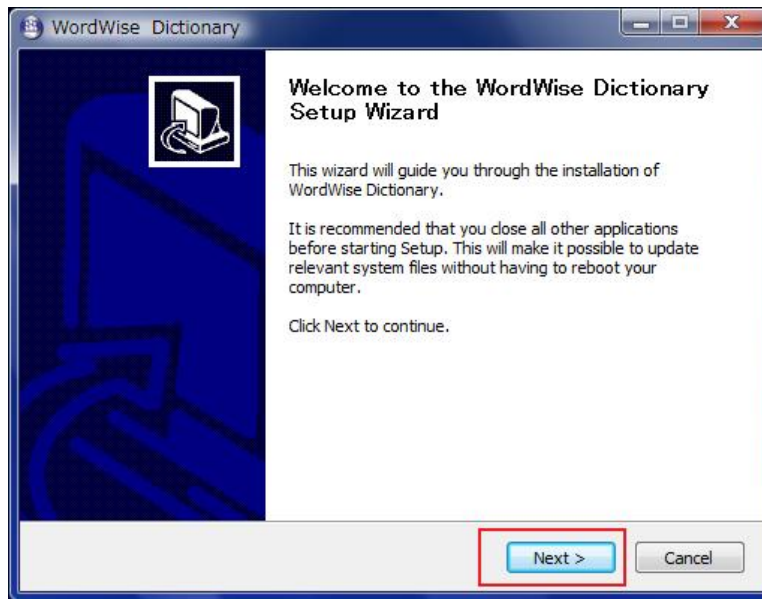 WordWise Dictionary
Welcome to the WordWise Dictionary
Setup Wizard
This wizard will guide you through the installation of
WordWise Dictionary.
It is recommended that you close all other applications
before starting Setup. This will make it possible to update
relevant system files without having to reboot your
computer.
Click Next to continue.
Next >
Cancel